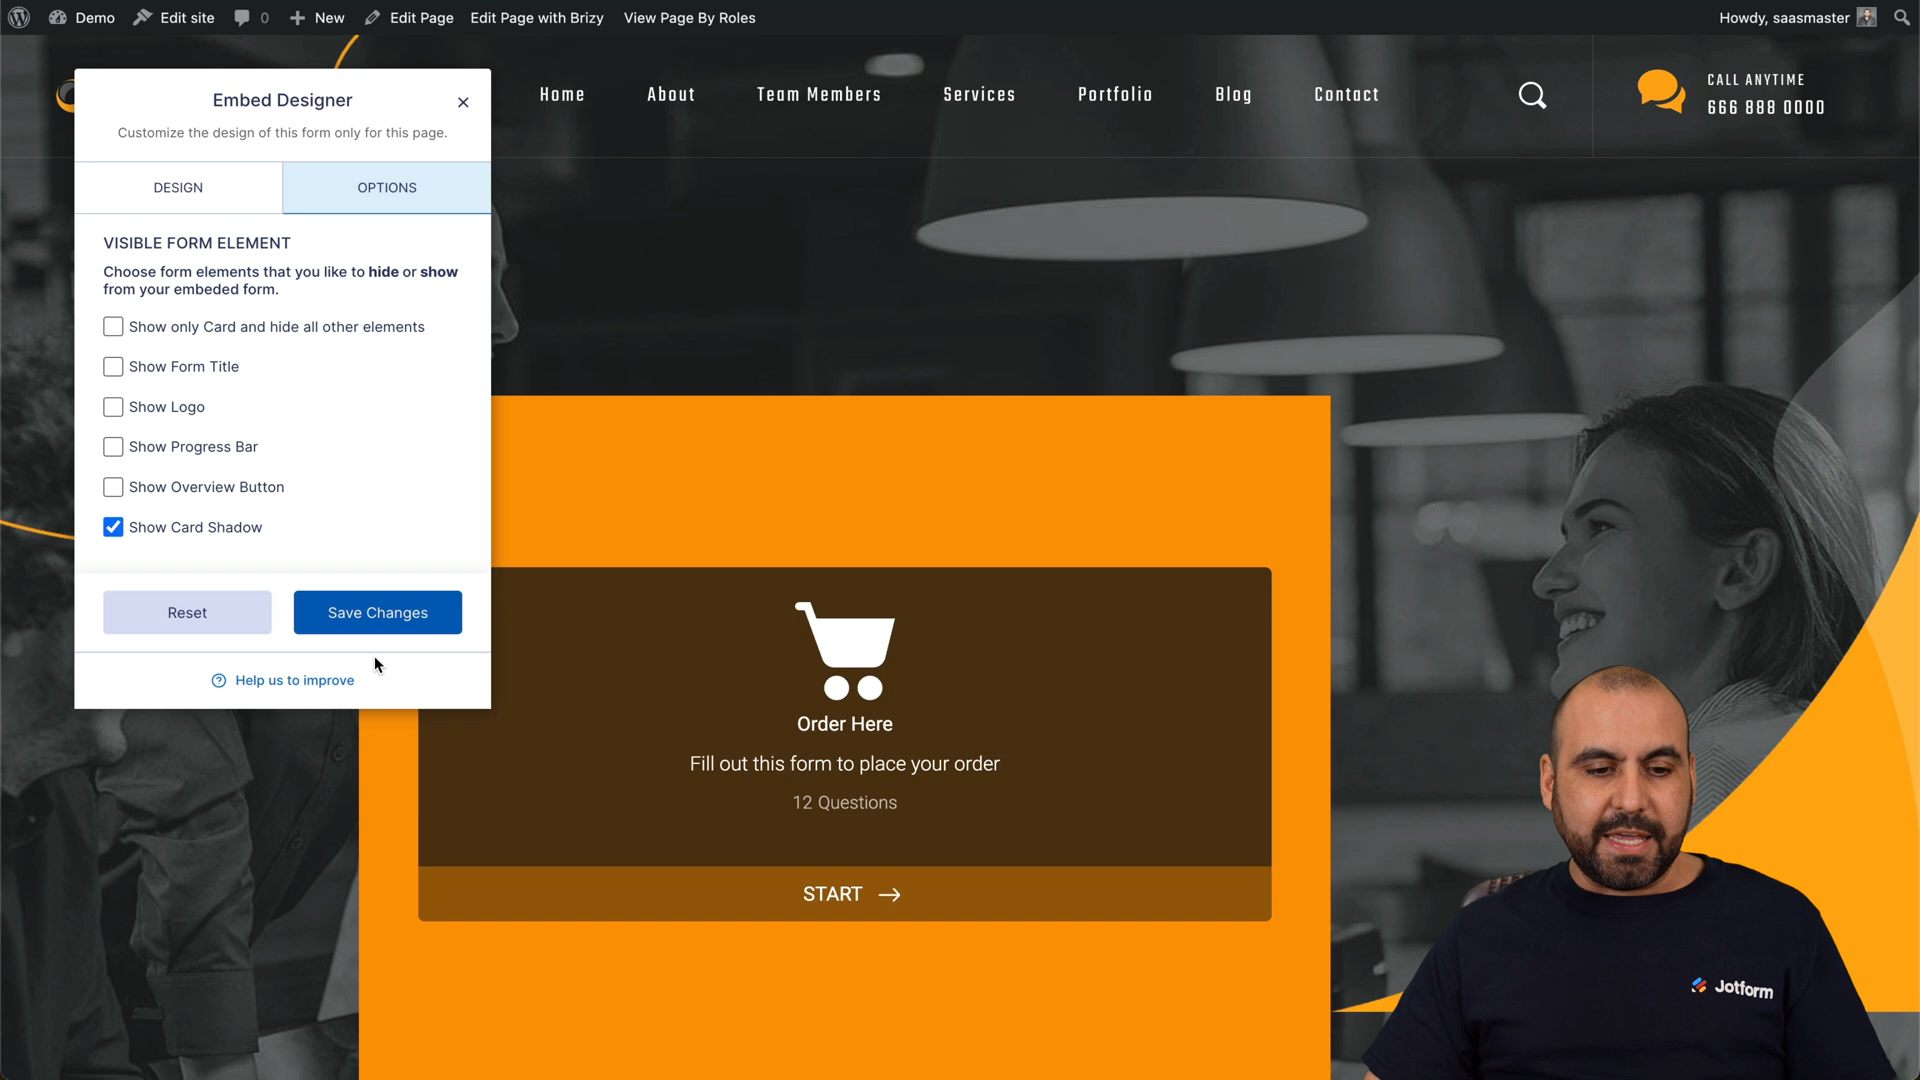 Demo
Edit site
0
New
Edit Page
Edit Page with Brizy
View Page By Roles
Howdy, saasmaster
Home
About
Team Members
Services
Portfolio
Blog
Contact
CALL ANYTIME
666 888 0000
Embed Designer
Customize the design of this form only for this page.
DESIGN
OPTIONS
VISIBLE FORM ELEMENT
Choose form elements that you like to hide or show
from your embeded form.
Show only Card and hide all other elements
Show Form Title
Show Logo
Show Progress Bar
Show Overview Button
Show Card Shadow
Reset
Save Changes
Help us to improve
Order Here
Fill out this form to place your order
12 Questions
START
Jotform